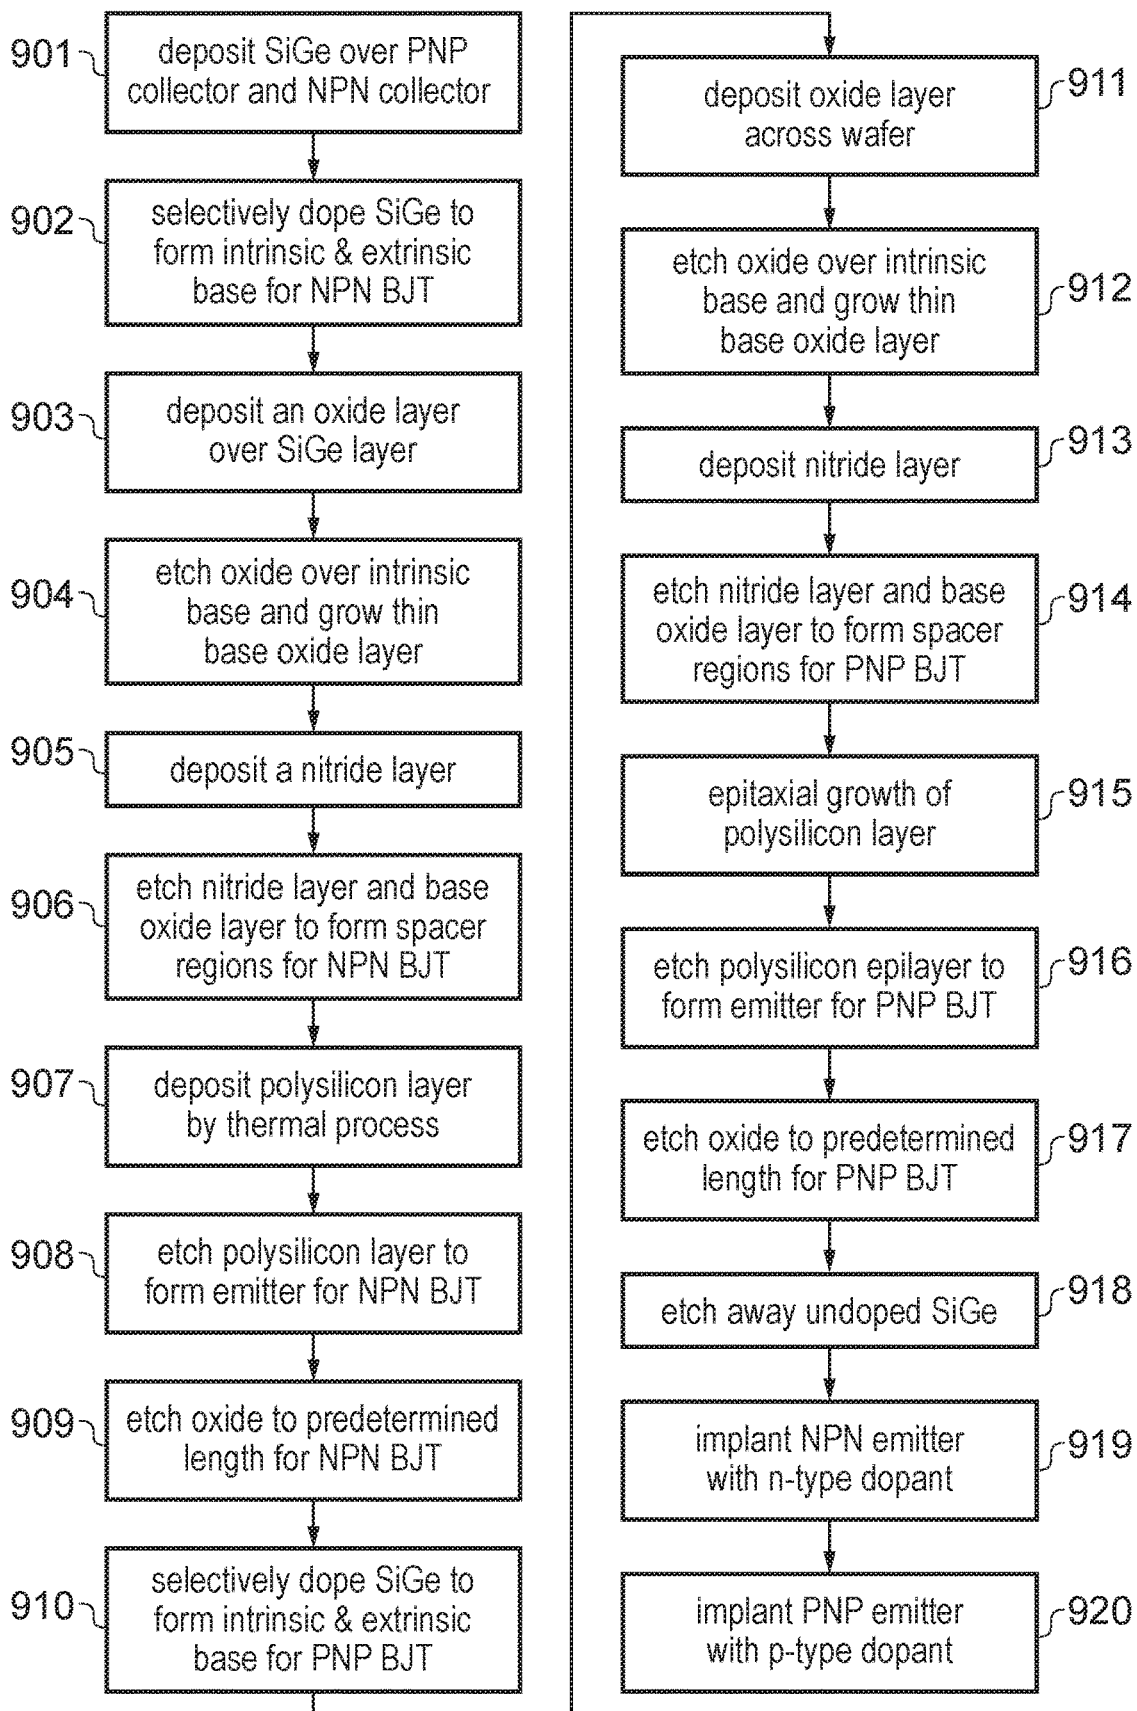 901
deposit SiGe over PNP
collector and NPN collector
902
selectively dope SiGe to
form intrinsic & extrinsic
base for NPN BJT
903
deposit an oxide layer
over SiGe layer
904
etch oxide over intrinsic
base and grow thin
base oxide layer
905
deposit a nitride layer
906
etch nitride layer and base
oxide layer to form spacer
regions for NPN BJT
907
deposit polysilicon layer
by thermal process
908
etch polysilicon layer to
form emitter for NPN BJT
909
etch oxide to predetermined
length for NPN BJT
910
selectively dope SiGe to
form intrinsic & extrinsic
base for PNP BJT
911
deposit oxide layer
across wafer
912
etch oxide over intrinsic
base and grow thin
base oxide layer
913
deposit nitride layer
914
etch nitride layer and base
oxide layer to form spacer
regions for PNP BJT
915
epitaxial growth of
polysilicon layer
916
etch polysilicon epilayer to
form emitter for PNP BJT
917
etch oxide to predetermined
length for PNP BJT
918
etch away undoped SiGe
919
implant NPN emitter
with n-type dopant
920
implant PNP emitter
with p-type dopant